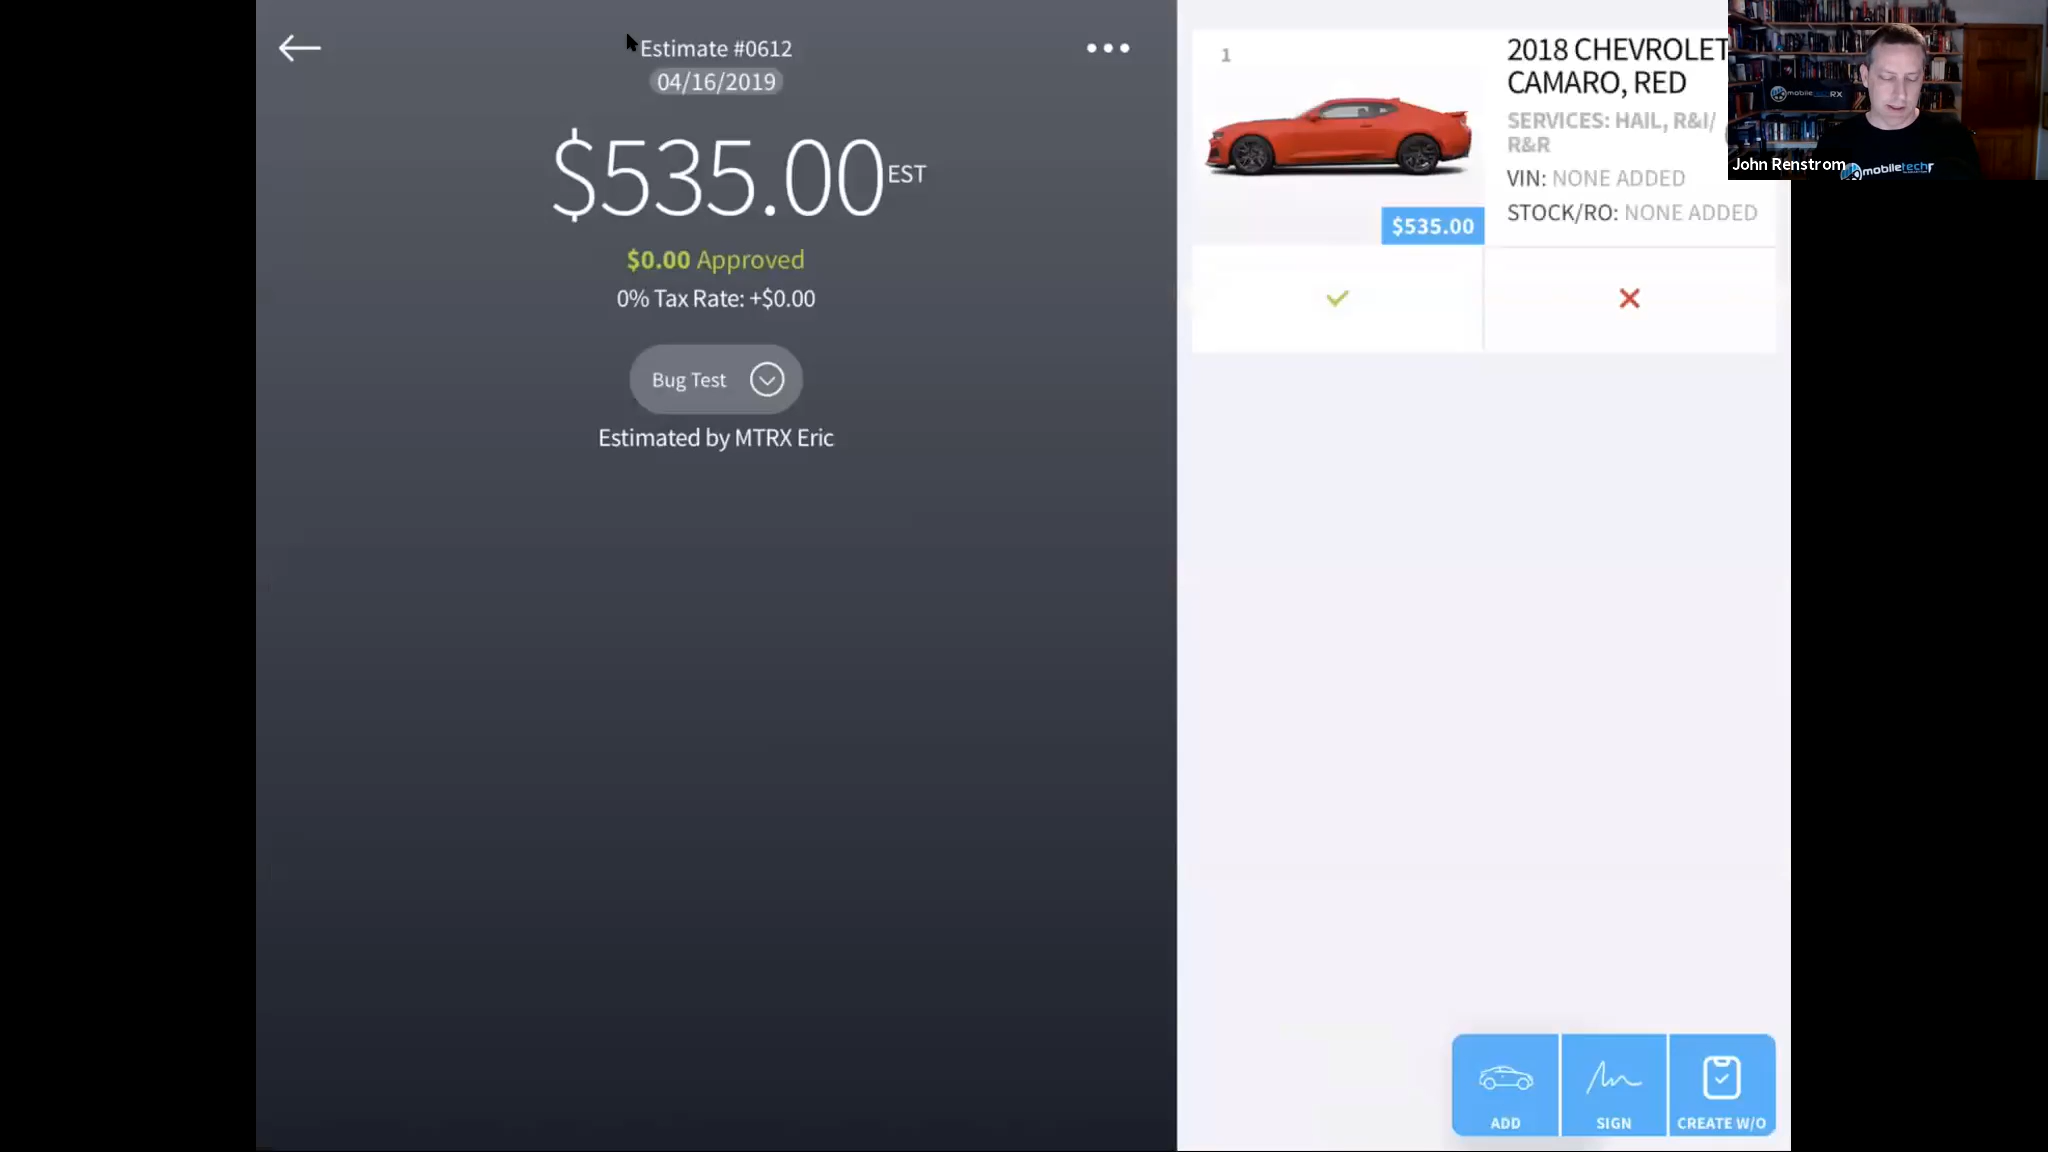 Estimate #0612
04/16/2019
$535.00 EST
$0.00 Approved
0% Tax Rate: +$0.00
Bug Test
Estimated by MTRX Eric
1
2018 CHEVROLET
CAMARO, RED
SERVICES: HAIL, R&I/
R&R
VIN: NONE ADDED
STOCK/RO: NONE ADDED
$535.00
ADD
SIGN
CREATE W/O
mobiletechRX
John Renstrom
mobiletechr